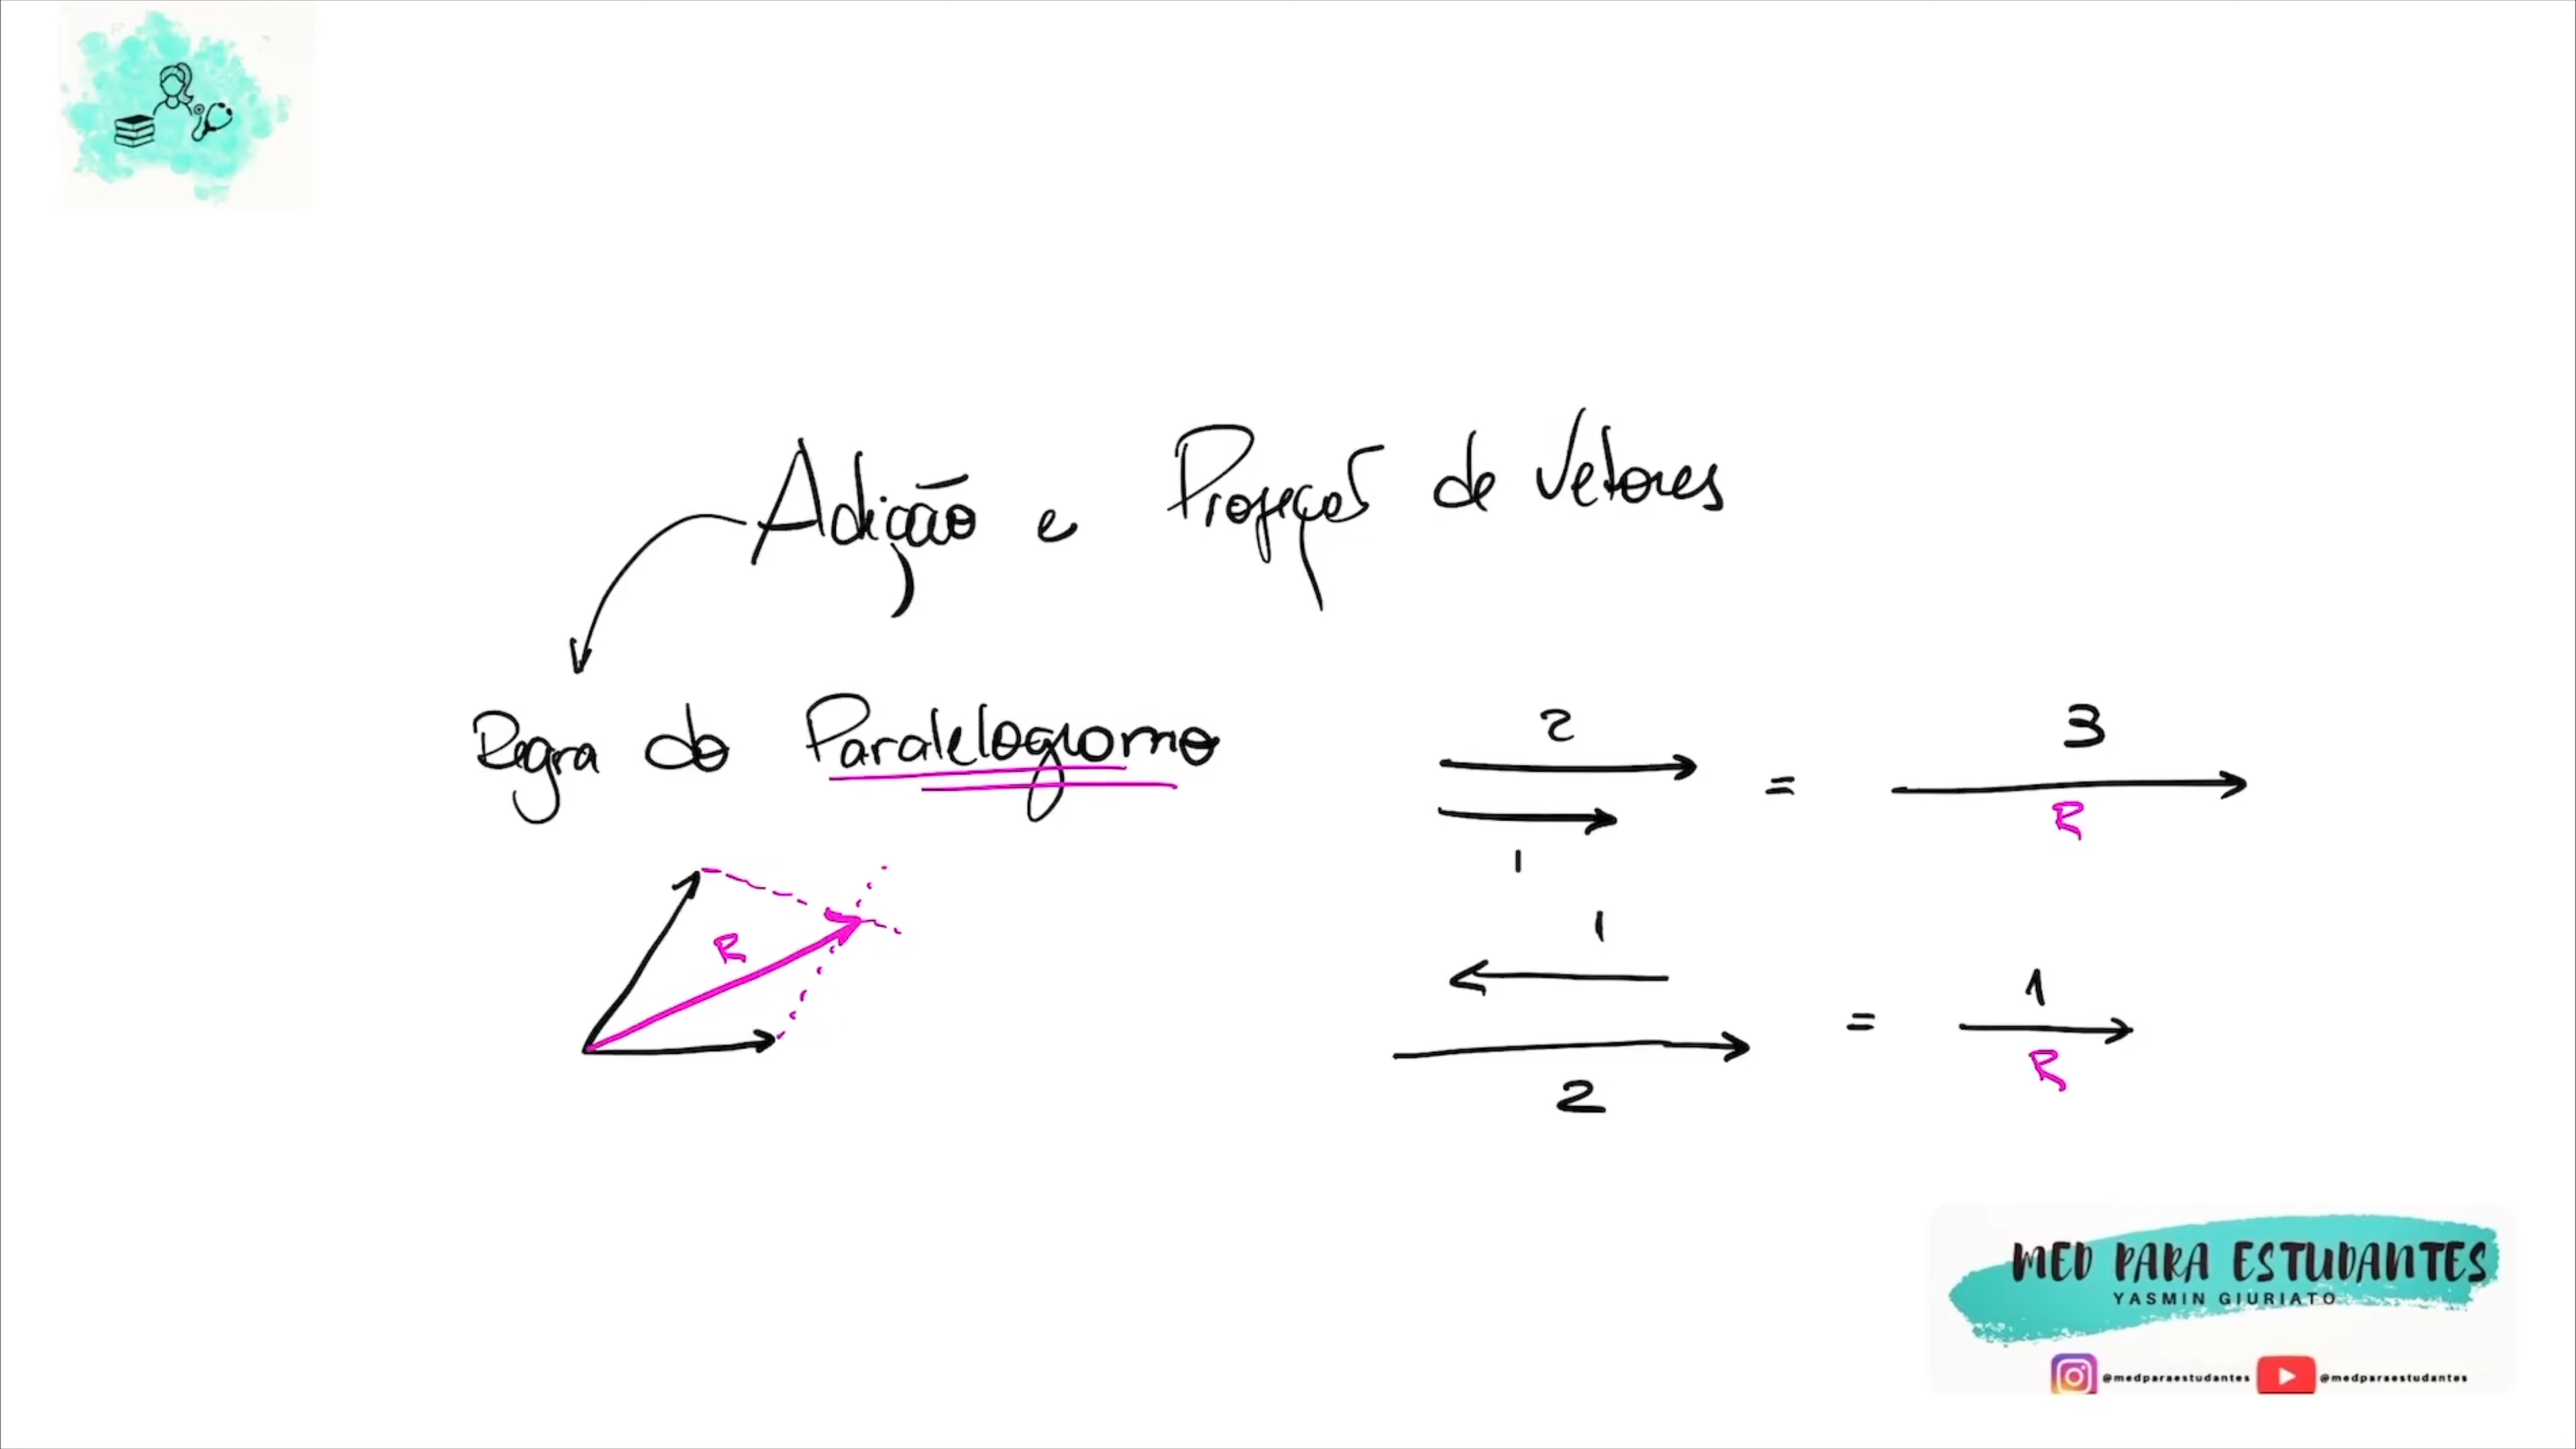 Adição e Projeções de Vetores
Regra do Paralelogramo
2
=
3
R
1
R
1
=
1
R
2
MED PARA ESTUDANTES
YASMIN GIURIATO
@medparaestudantes @medparaestudantes